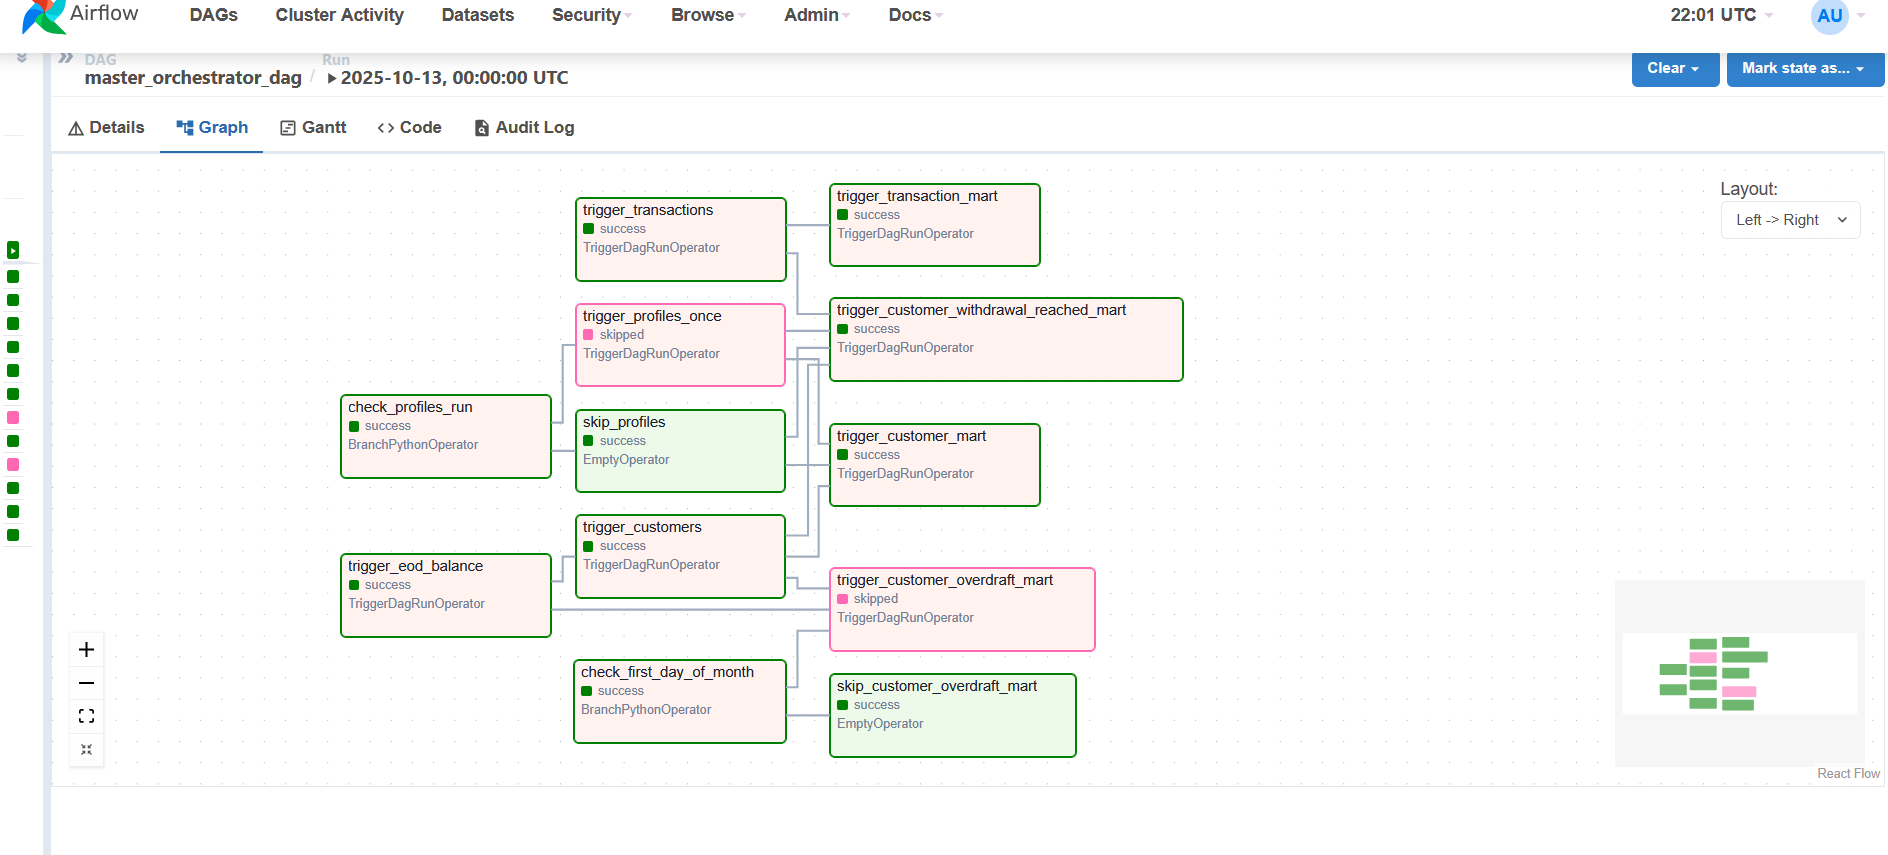 Airflow
DAGs
Cluster Activity
Datasets
Security
Browse
Admin
Docs
22:01 UTC
AU
DAG
master_orchestrator_dag
/
Run
2025-10-13, 00:00:00 UTC
Clear
Mark state as...
Details
Graph
Gantt
Code
Audit Log
Layout:
Left -> Right
trigger_transactions
success
TriggerDagRunOperator
trigger_transaction_mart
success
TriggerDagRunOperator
trigger_profiles_once
skipped
TriggerDagRunOperator
trigger_customer_withdrawal_reached_mart
success
TriggerDagRunOperator
check_profiles_run
success
BranchPythonOperator
skip_profiles
success
EmptyOperator
trigger_customer_mart
success
TriggerDagRunOperator
trigger_customers
success
TriggerDagRunOperator
trigger_eod_balance
success
TriggerDagRunOperator
trigger_customer_overdraft_mart
skipped
TriggerDagRunOperator
check_first_day_of_month
success
BranchPythonOperator
skip_customer_overdraft_mart
success
EmptyOperator
React Flow